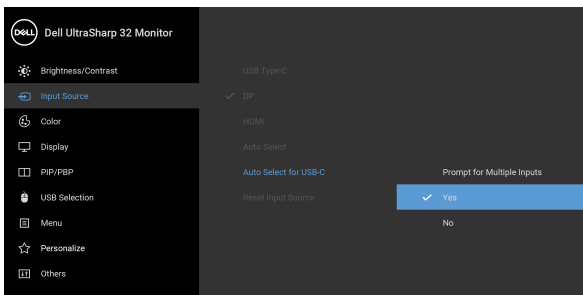 DELL Dell UltraSharp 32 Monitor
Brightness/Contrast
USB Type-C
Input Source
DP
Color
HDMI
Display
Auto Select
PIP/PBP
Auto Select for USB-C
Prompt for Multiple Inputs
USB Selection
Reset Input Source
Yes
Menu
No
Personalize
Others